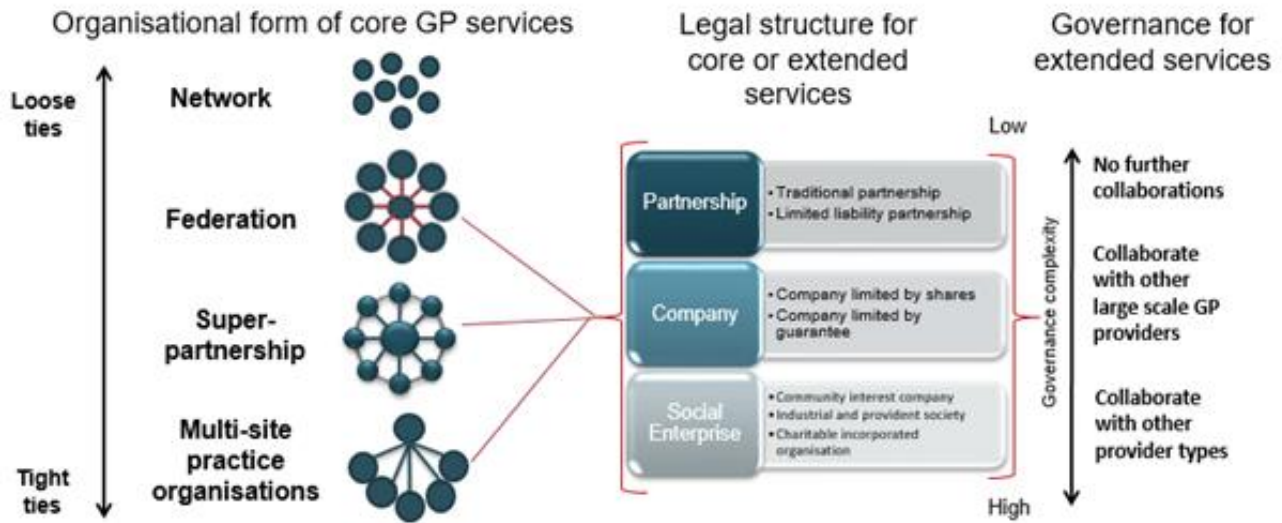 Organisational form of core GP services
Loose
ties
Tight
ties
Network
Federation
Super-
partnership
Multi-site
practice
organisations
Legal structure for
core or extended
services
Partnership
• Traditional partnership
• Limited liability partnership
Company
• Company limited by shares
• Company limited by
guarantee
Social
Enterprise
• Community interest company
• Industrial and provident society
• Charitable incorporated
organisation
Governance for
extended services
Low
Governance complexity
High
No further
collaborations
Collaborate
with other
large scale GP
providers
Collaborate
with other
provider types